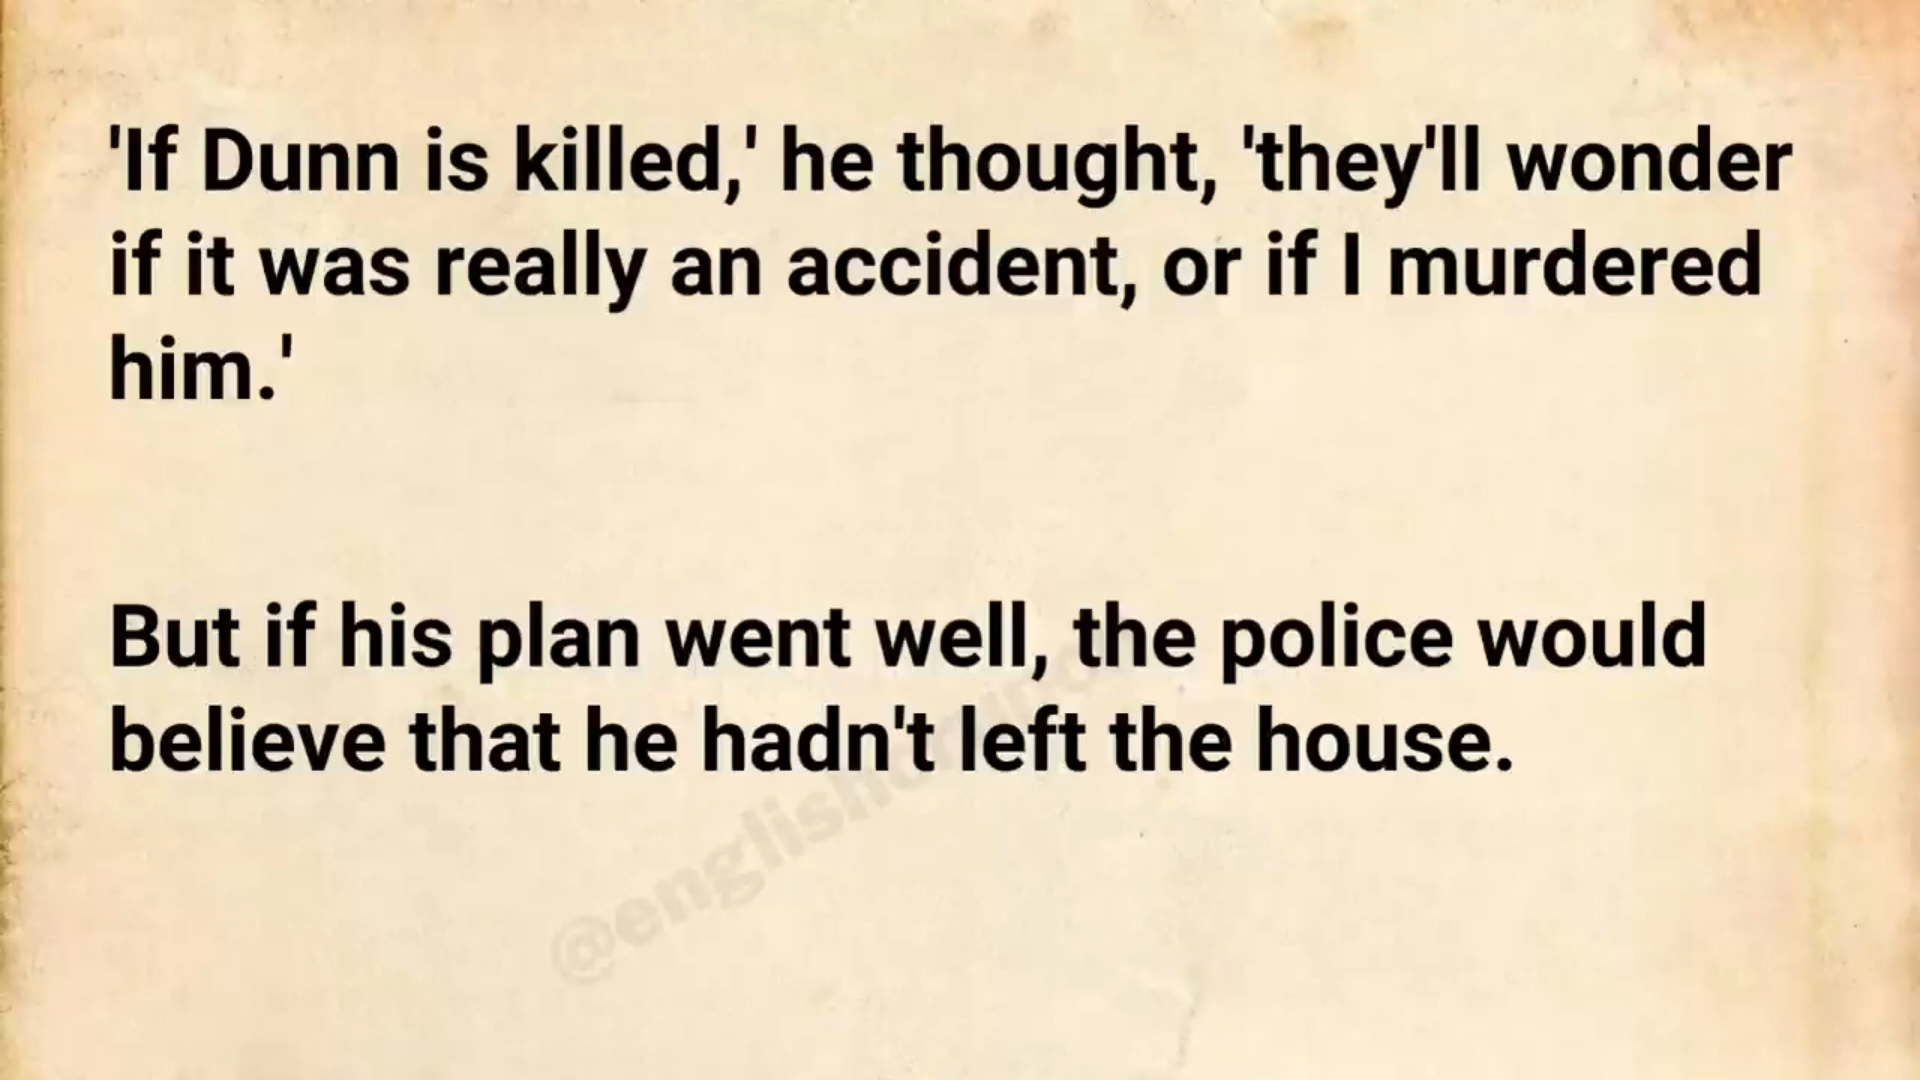 'If Dunn is killed,' he thought, 'they'll wonder
if it was really an accident, or if I murdered
him.'
But if his plan went well, the police would
believe that he hadn't left the house.